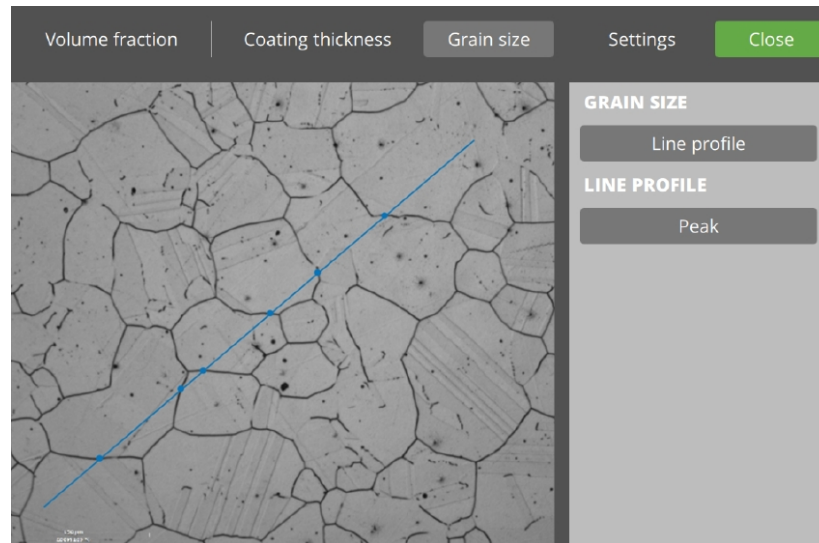 Volume fraction
Coating thickness
Grain size
Settings
Close
GRAIN SIZE
Line profile
LINE PROFILE
Peak